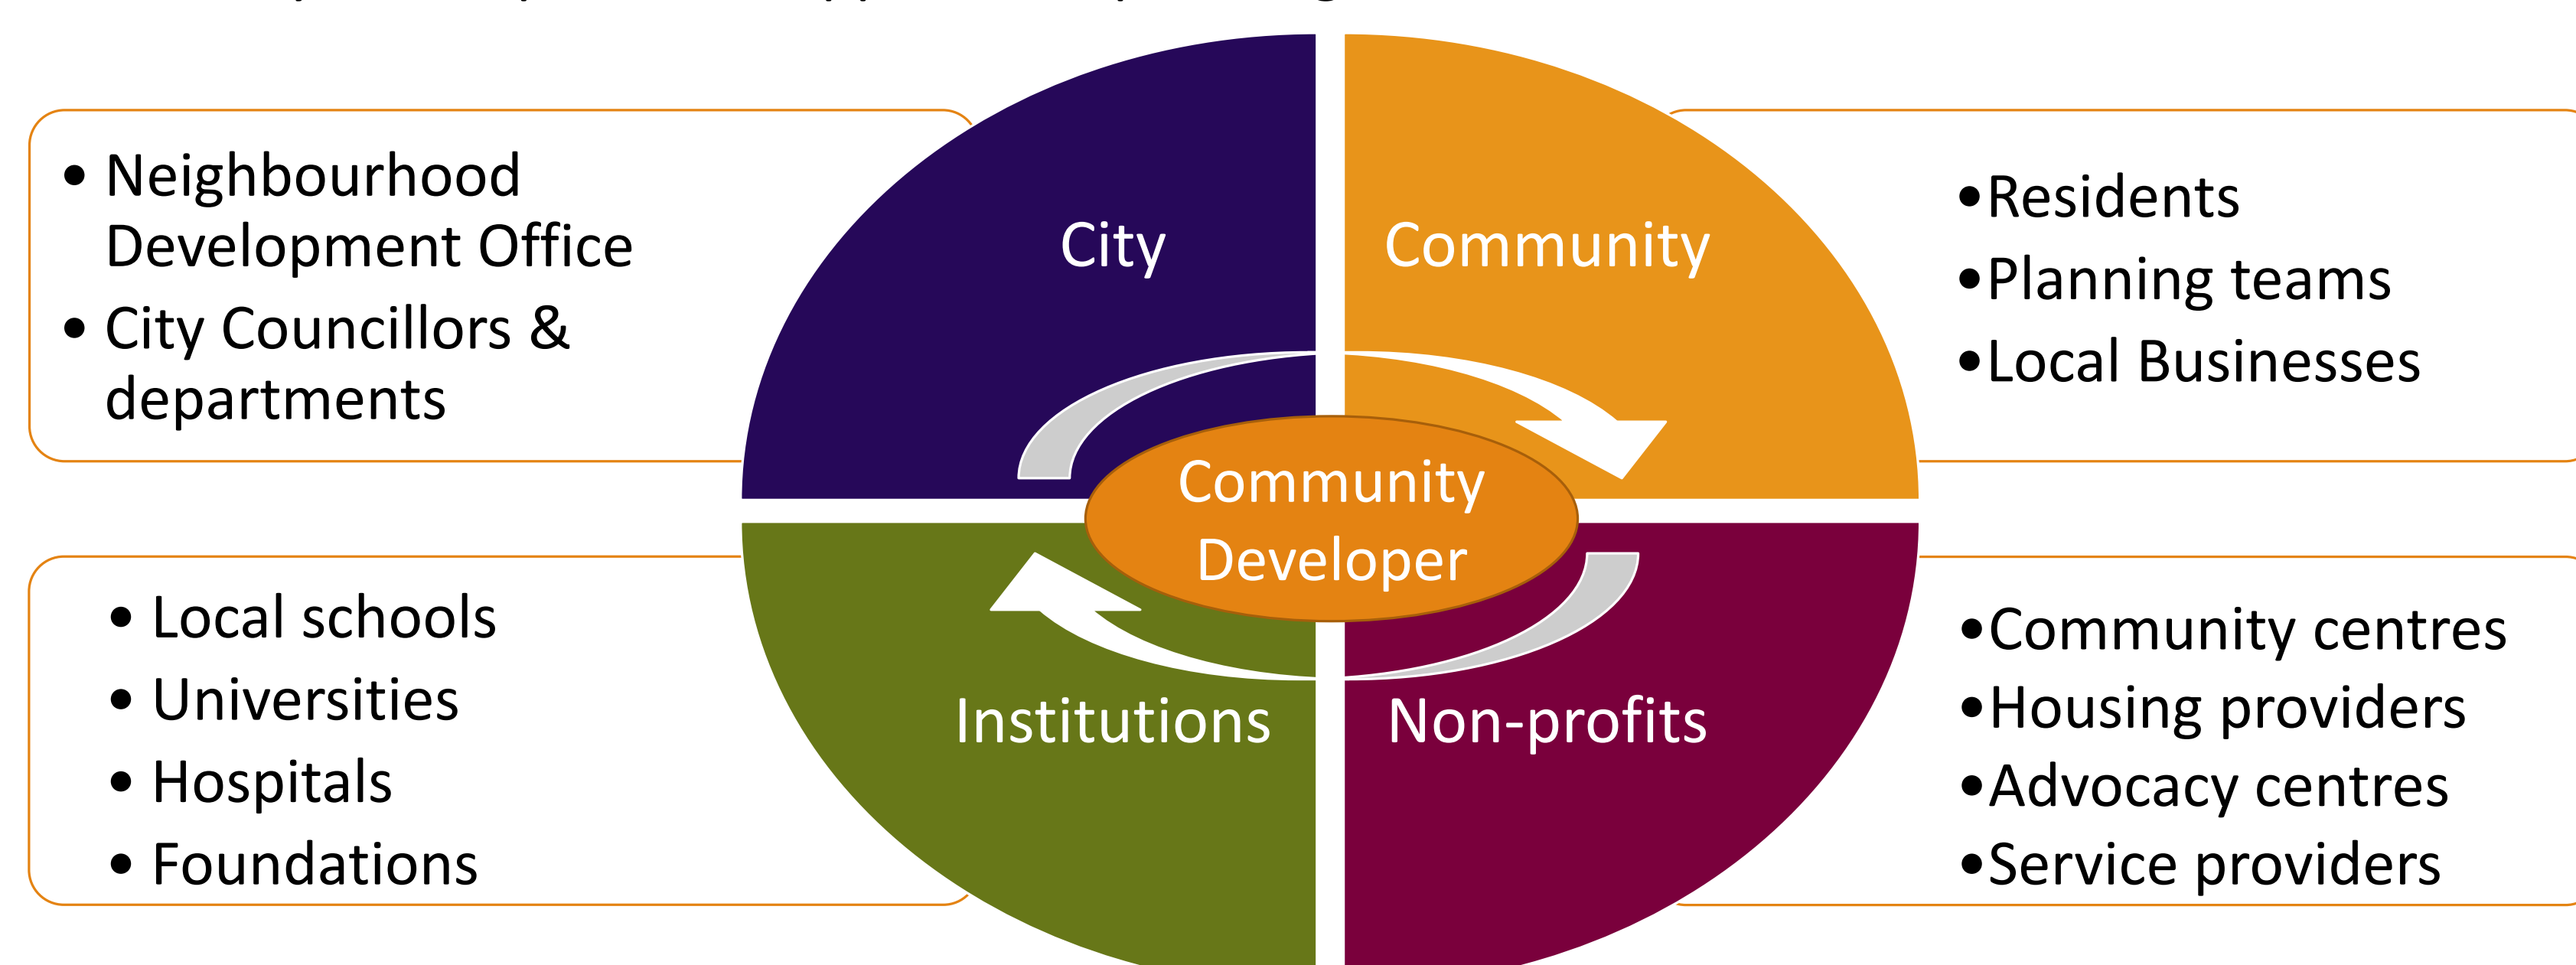 • Neighbourhood
Development Office
• City Councillors &
departments
City
Community
•Residents
•Planning teams
•Local Businesses
Community
Developer
• Local schools
• Universities
• Hospitals
• Foundations
Institutions
Non-profits
•Community centres
•Housing providers
•Advocacy centres
•Service providers